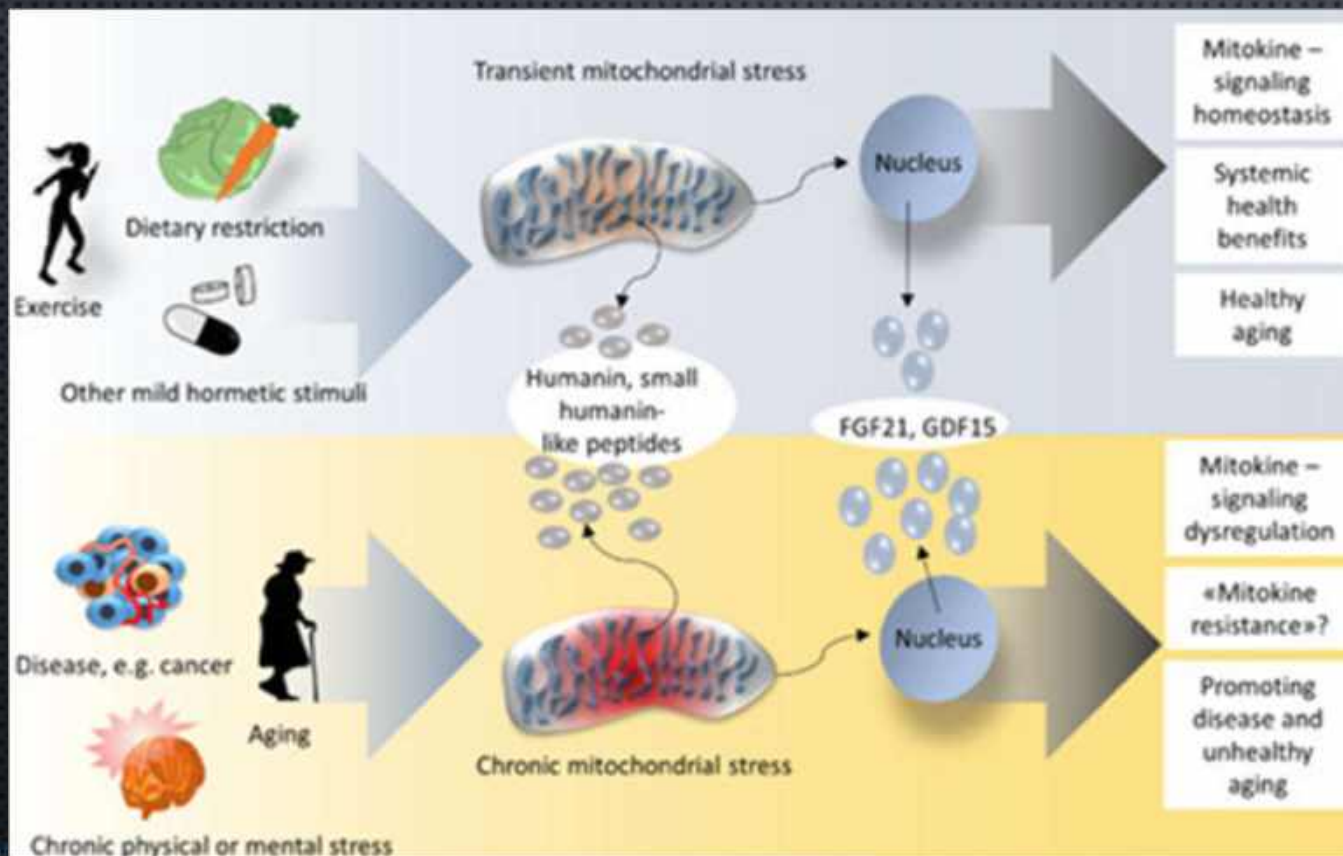 Transient mitochondrial stress
Dietary restriction
Exercise
Other mild hormetic stimuli
Nucleus
Humanin, small
humanin-
like peptides
FGF21, GDF15
Mitokine –
signaling
homeostasis
Systemic
health
benefits
Healthy
aging
Disease, e.g. cancer
Aging
Chronic physical or mental stress
Chronic mitochondrial stress
Nucleus
Mitokine –
signaling
dysregulation
«Mitokine
resistance»?
Promoting
disease and
unhealthy
aging